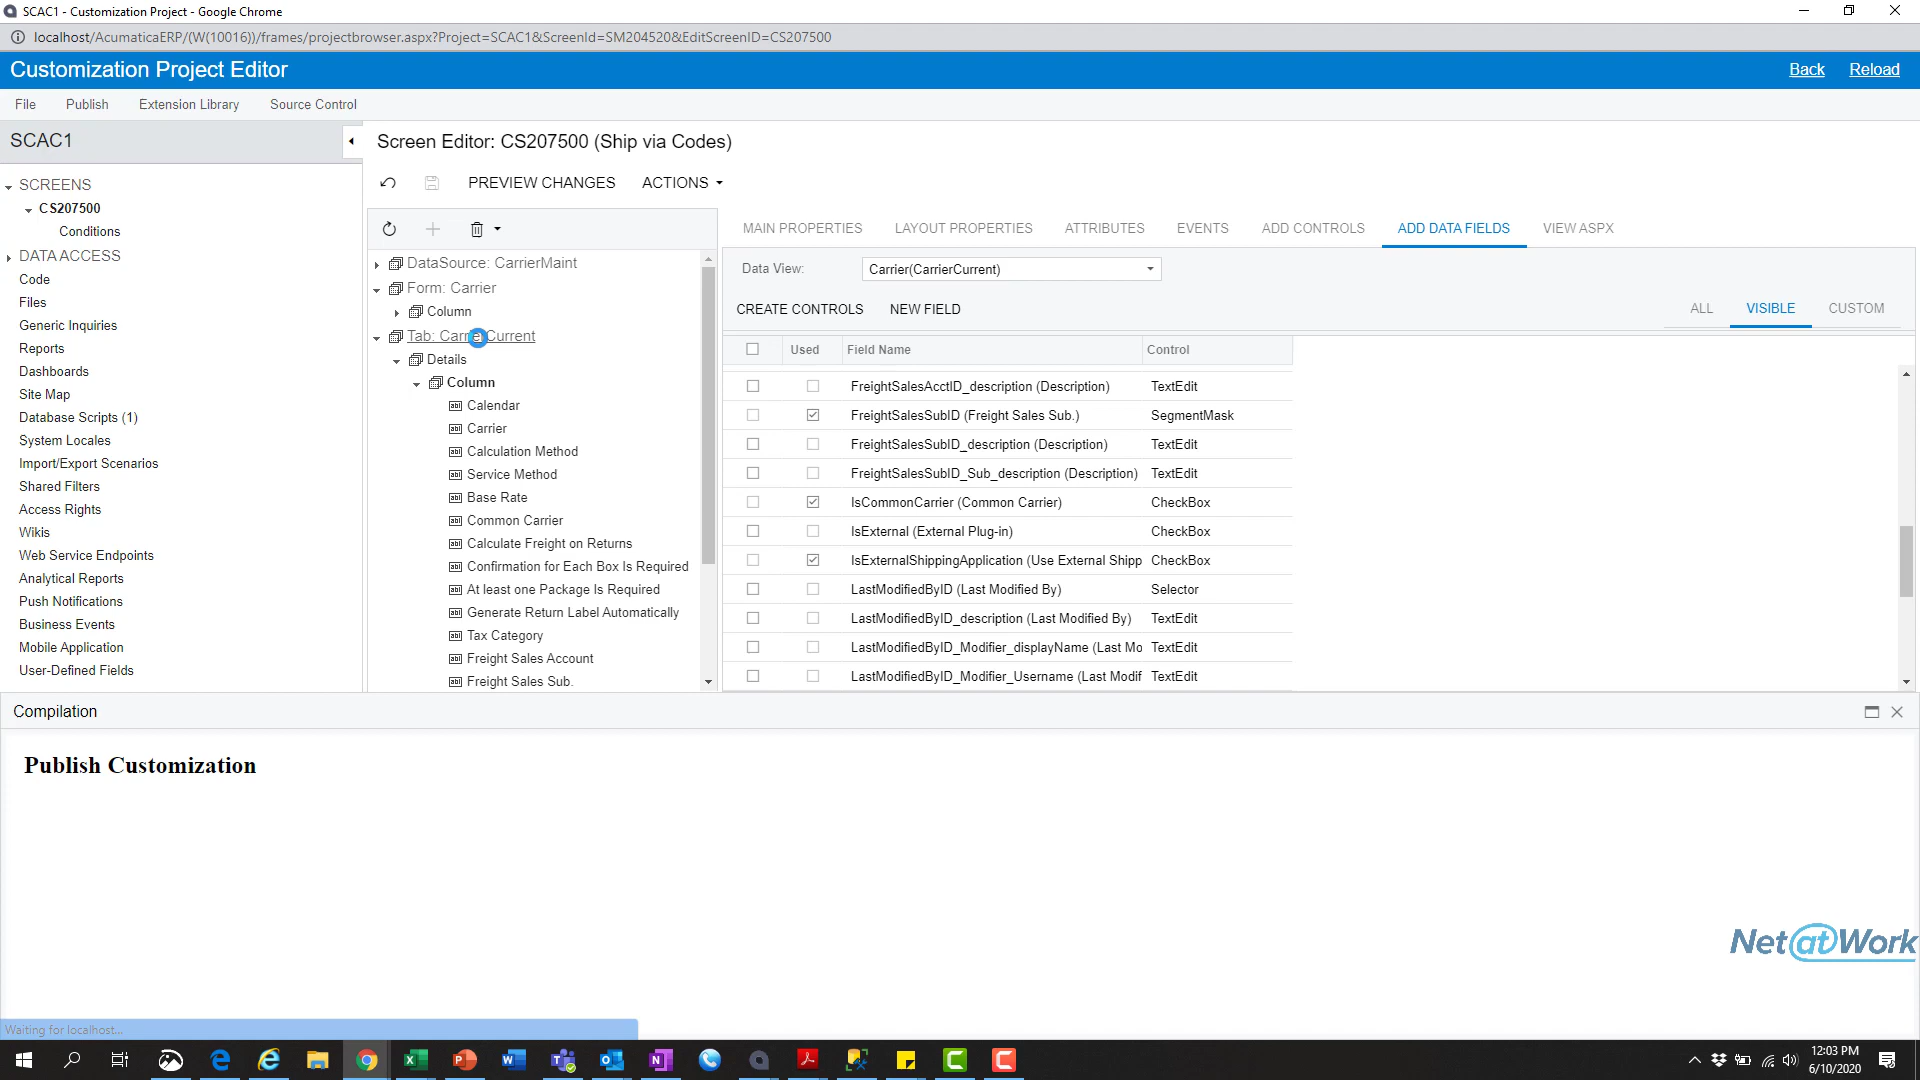 SCAC1 - Customization Project - Google Chrome
localhost/AcumaticaERP/(W(10016))/frames/projectbrowser.aspx?Project=SCAC1&ScreenId=SM204520&EditScreenID=CS207500
Customization Project Editor
Back
Reload
File
Publish
Extension Library
Source Control
SCAC1
Screen Editor: CS207500 (Ship via Codes)
PREVIEW CHANGES
ACTIONS
SCREENS
CS207500
Conditions
DATA ACCESS
Code
Files
Generic Inquiries
Reports
Dashboards
Site Map
Database Scripts (1)
System Locales
Import/Export Scenarios
Shared Filters
Access Rights
Wikis
Web Service Endpoints
Analytical Reports
Push Notifications
Business Events
Mobile Application
User-Defined Fields
DataSource: CarrierMaint
Form: Carrier
Column
Tab: CarrierCurrent
Details
Column
Calendar
Carrier
Calculation Method
Service Method
Base Rate
Common Carrier
Calculate Freight on Returns
Confirmation for Each Box Is Required
At least one Package Is Required
Generate Return Label Automatically
Tax Category
Freight Sales Account
Freight Sales Sub.
MAIN PROPERTIES
LAYOUT PROPERTIES
ATTRIBUTES
EVENTS
ADD CONTROLS
ADD DATA FIELDS
VIEW ASPX
Data View:
Carrier(CarrierCurrent)
CREATE CONTROLS
NEW FIELD
ALL
VISIBLE
CUSTOM
Used Field Name Control
FreightSalesAcctID_description (Description) TextEdit
FreightSalesSubID (Freight Sales Sub.) SegmentMask
FreightSalesSubID_description (Description) TextEdit
FreightSalesSubID_Sub_description (Description) TextEdit
IsCommonCarrier (Common Carrier) CheckBox
IsExternal (External Plug-in) CheckBox
IsExternalShippingApplication (Use External Shipp CheckBox
LastModifiedByID (Last Modified By) Selector
LastModifiedByID_description (Last Modified By) TextEdit
LastModifiedByID_Modifier_displayName (Last Mo TextEdit
LastModifiedByID_Modifier_Username (Last Modif TextEdit
Compilation
Publish Customization
Net at Work
Waiting for localhost...
12:03 PM
6/10/2020